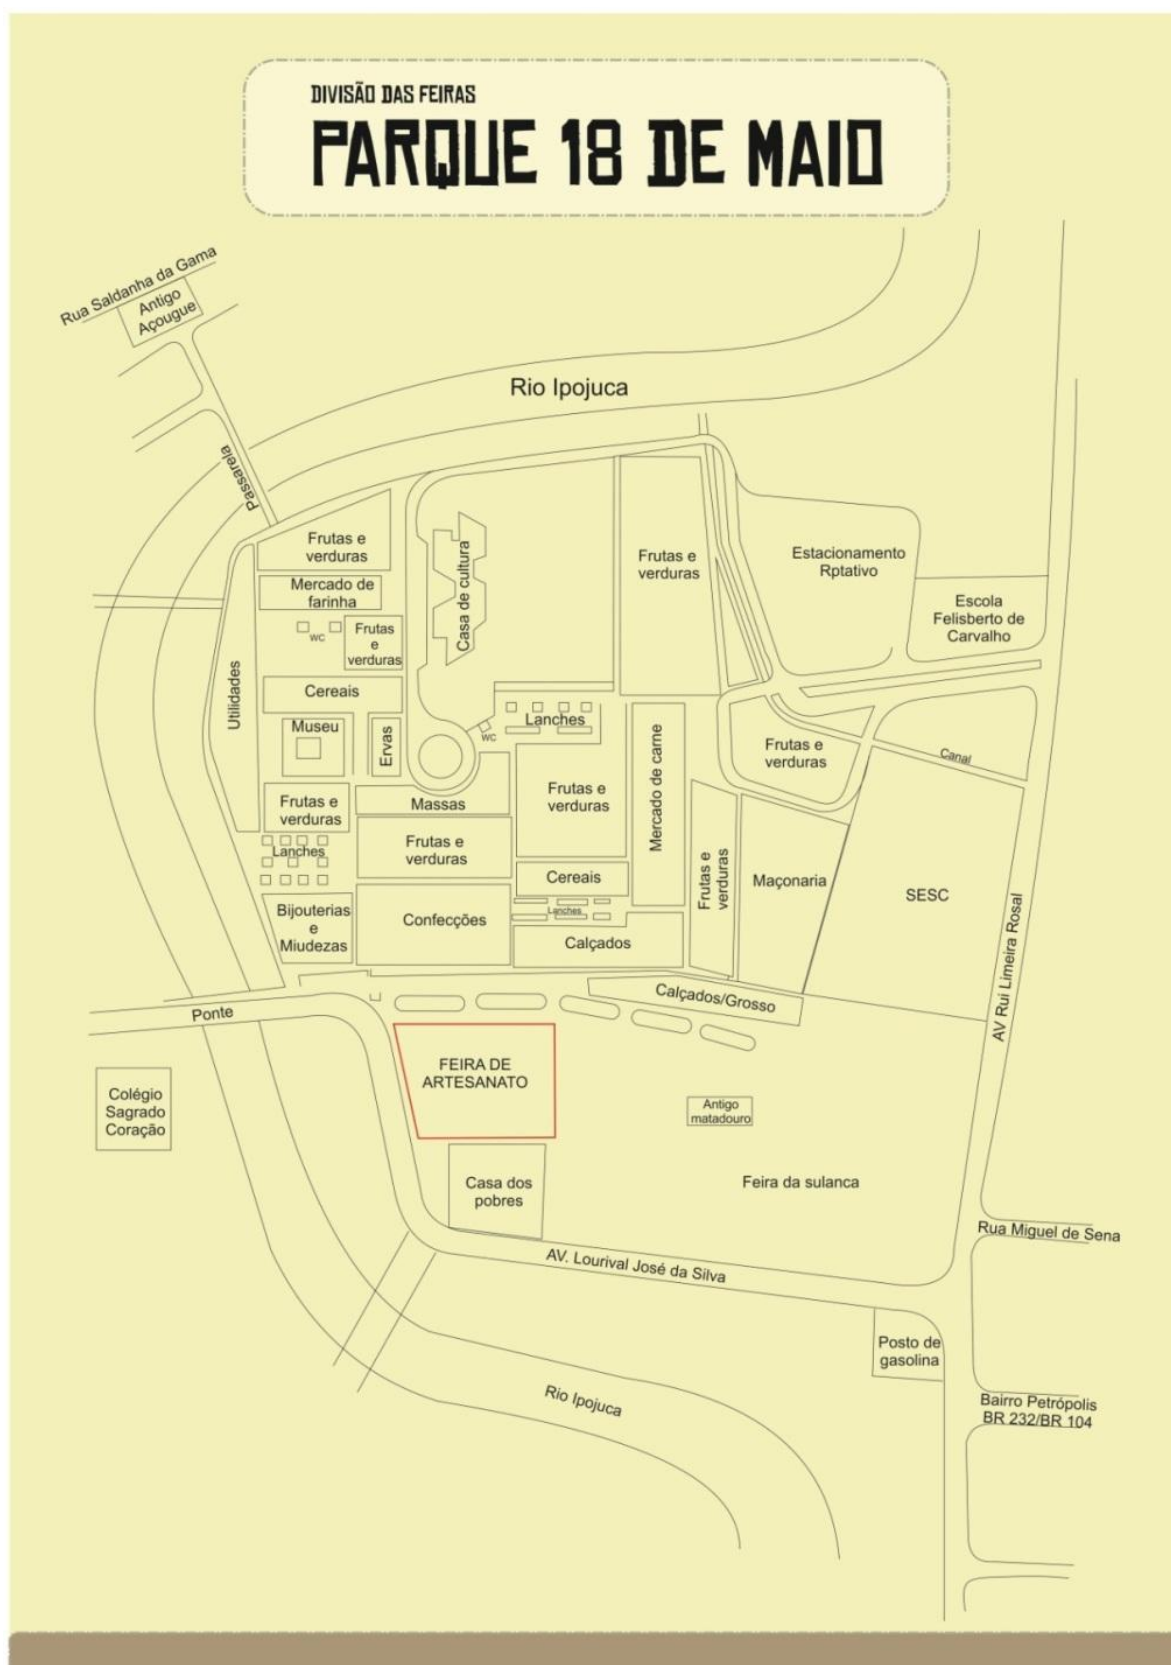 DIVISÃO DAS FEIRAS
PARQUE 18 DE MAIO
Rua Saldanha da Gama
Antigo
Açougue
Rio Ipojuca
Passarela
Frutas e
verduras
Mercado de
farinha
WC
Frutas
e
verduras
Cereais
Utilidades
Museu
Ervas
Casa de cultura
WC
Lanches
Frutas e
verduras
Estacionamento
Rptativo
Escola
Felisberto de
Carvalho
Frutas e
verduras
Canal
Mercado de carne
Frutas e
verduras
Massas
Frutas e
verduras
Lanches
Frutas e
verduras
Cereais
Lanches
Frutas e
verduras
Maçonaria
SESC
Bijouterias
e
Miudezas
Confecções
Calçados
Calçados/Grosso
AV Rui Limeira Rosal
Ponte
FEIRA DE
ARTESANATO
Colégio
Sagrado
Coração
Antigo
matadouro
Casa dos
pobres
Feira da sulanca
Rua Miguel de Sena
AV. Lourival José da Silva
Posto de
gasolina
Rio Ipojuca
Bairro Petrópolis
BR 232/BR 104